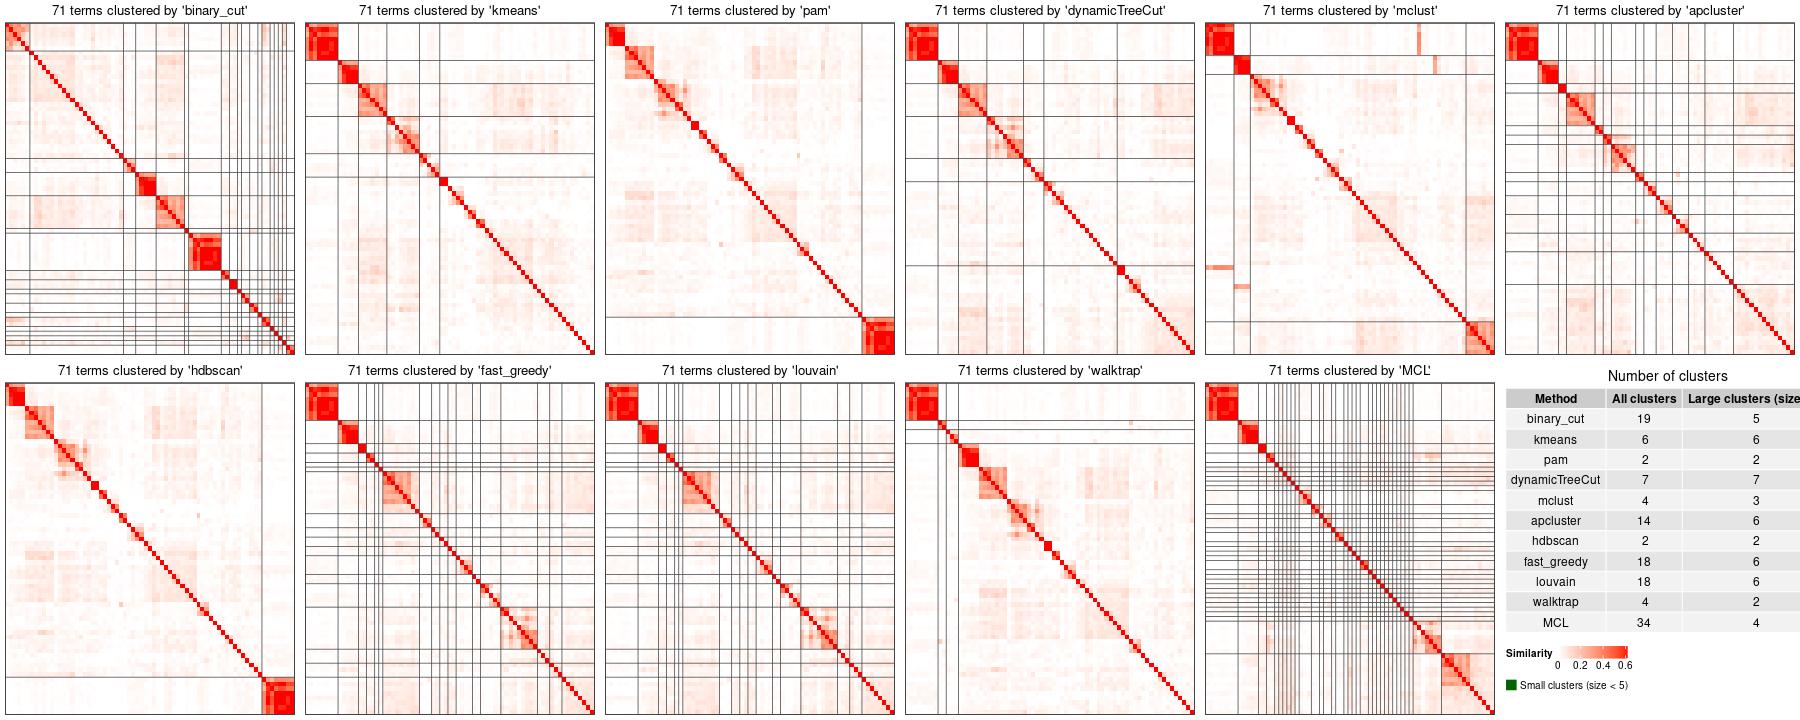 71 terms clustered by 'binary_cut'
71 terms clustered by 'kmeans'
71 terms clustered by 'pam'
71 terms clustered by 'dynamicTreeCut'
71 terms clustered by 'mclust'
71 terms clustered by 'apcluster'
71 terms clustered by 'hdbscan'
71 terms clustered by 'fast_greedy'
71 terms clustered by 'louvain'
71 terms clustered by 'walktrap'
71 terms clustered by 'MCL'
Number of clusters
Method All clusters Large clusters (size
binary_cut 19 5
kmeans 6 6
pam 2 2
dynamicTreeCut 7 7
mclust 4 3
apcluster 14 6
hdbscan 2 2
fast_greedy 18 6
louvain 18 6
walktrap 4 2
MCL 34 4
Similarity
0 0.2 0.4 0.6
Small clusters (size < 5)